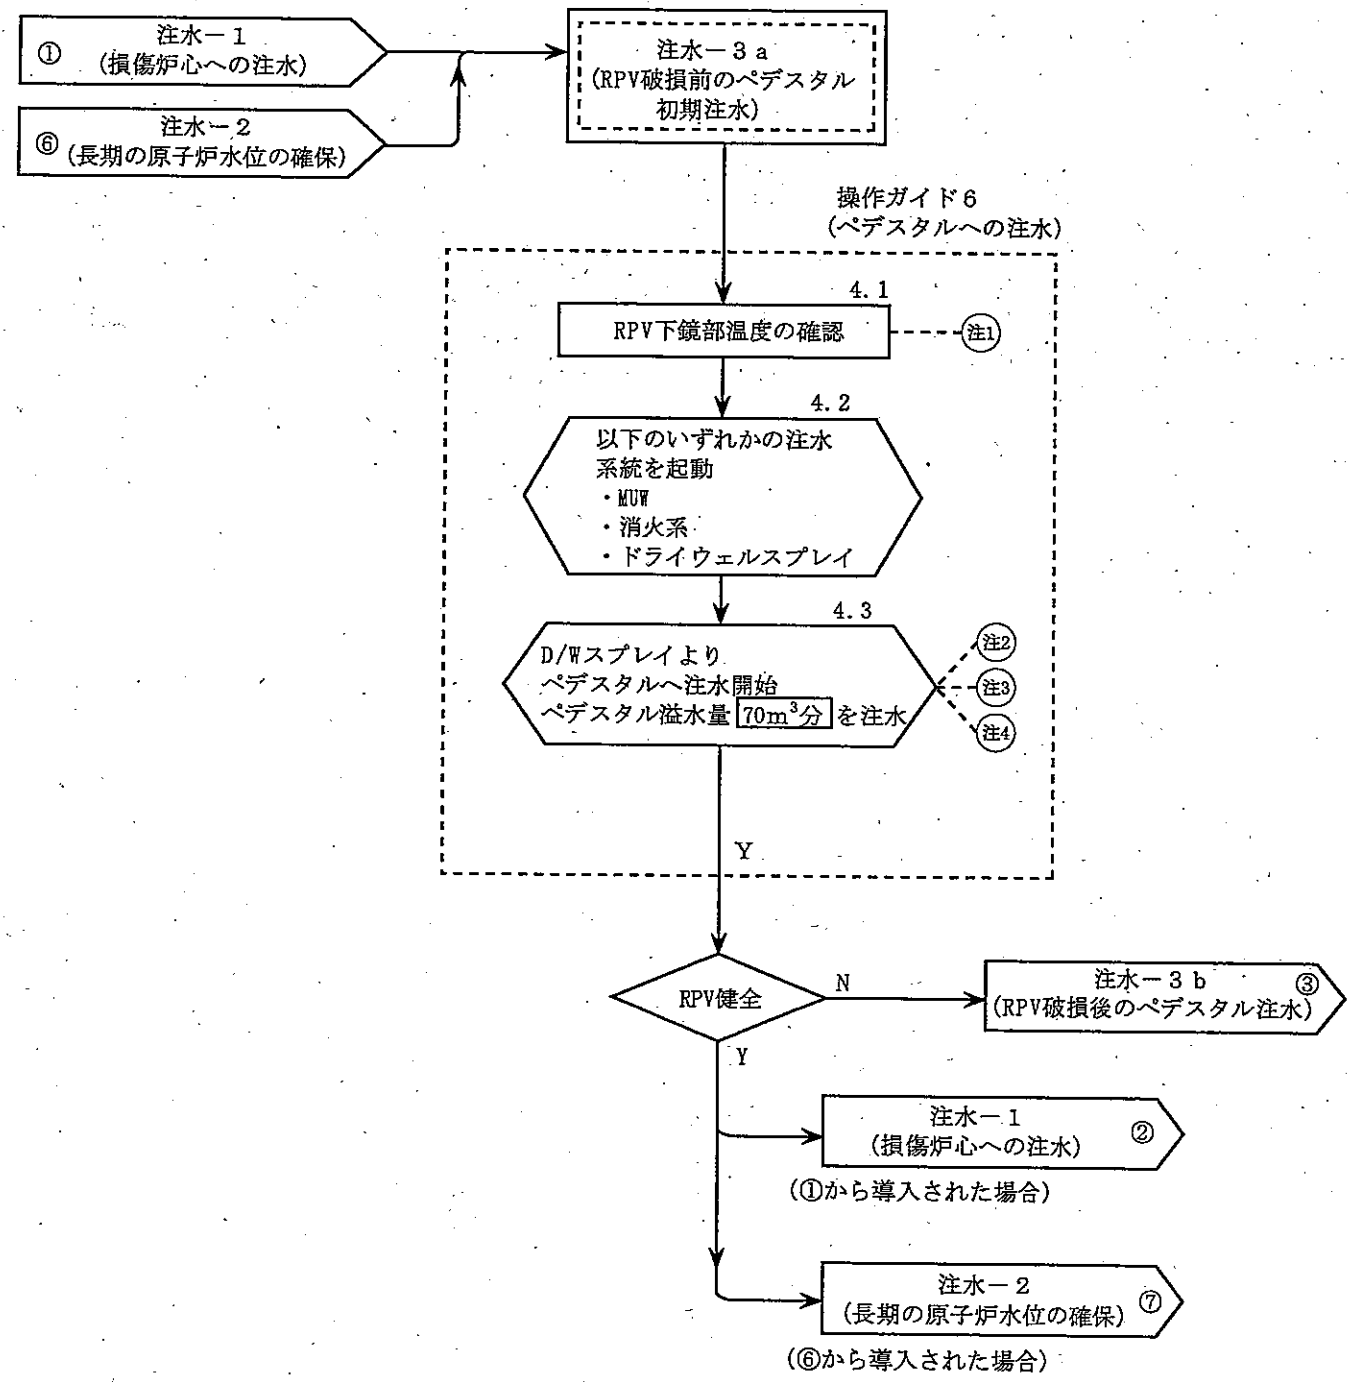 ① 注水－１
(損傷炉心への注水)
⑥ 注水－２
(長期の原子炉水位の確保)
注水－３ａ
(RPV破損前のペデスタル
初期注水)
操作ガイド６
(ペデスタルへの注水)
4.1
RPV下鏡部温度の確認
注1
4.2
以下のいずれかの注水
系統を起動
・MUW
・消火系
・ドライウェルスプレイ
4.3
D/Wスプレイより
ペデスタルへ注水開始
ペデスタル溢水量 70m³分 を注水
注2
注3
注4
Y
RPV健全
N
注水－３ｂ ③
(RPV破損後のペデスタル注水)
Y
注水－１ ②
(損傷炉心への注水)
(①から導入された場合)
注水－２ ⑦
(長期の原子炉水位の確保)
(⑥から導入された場合)